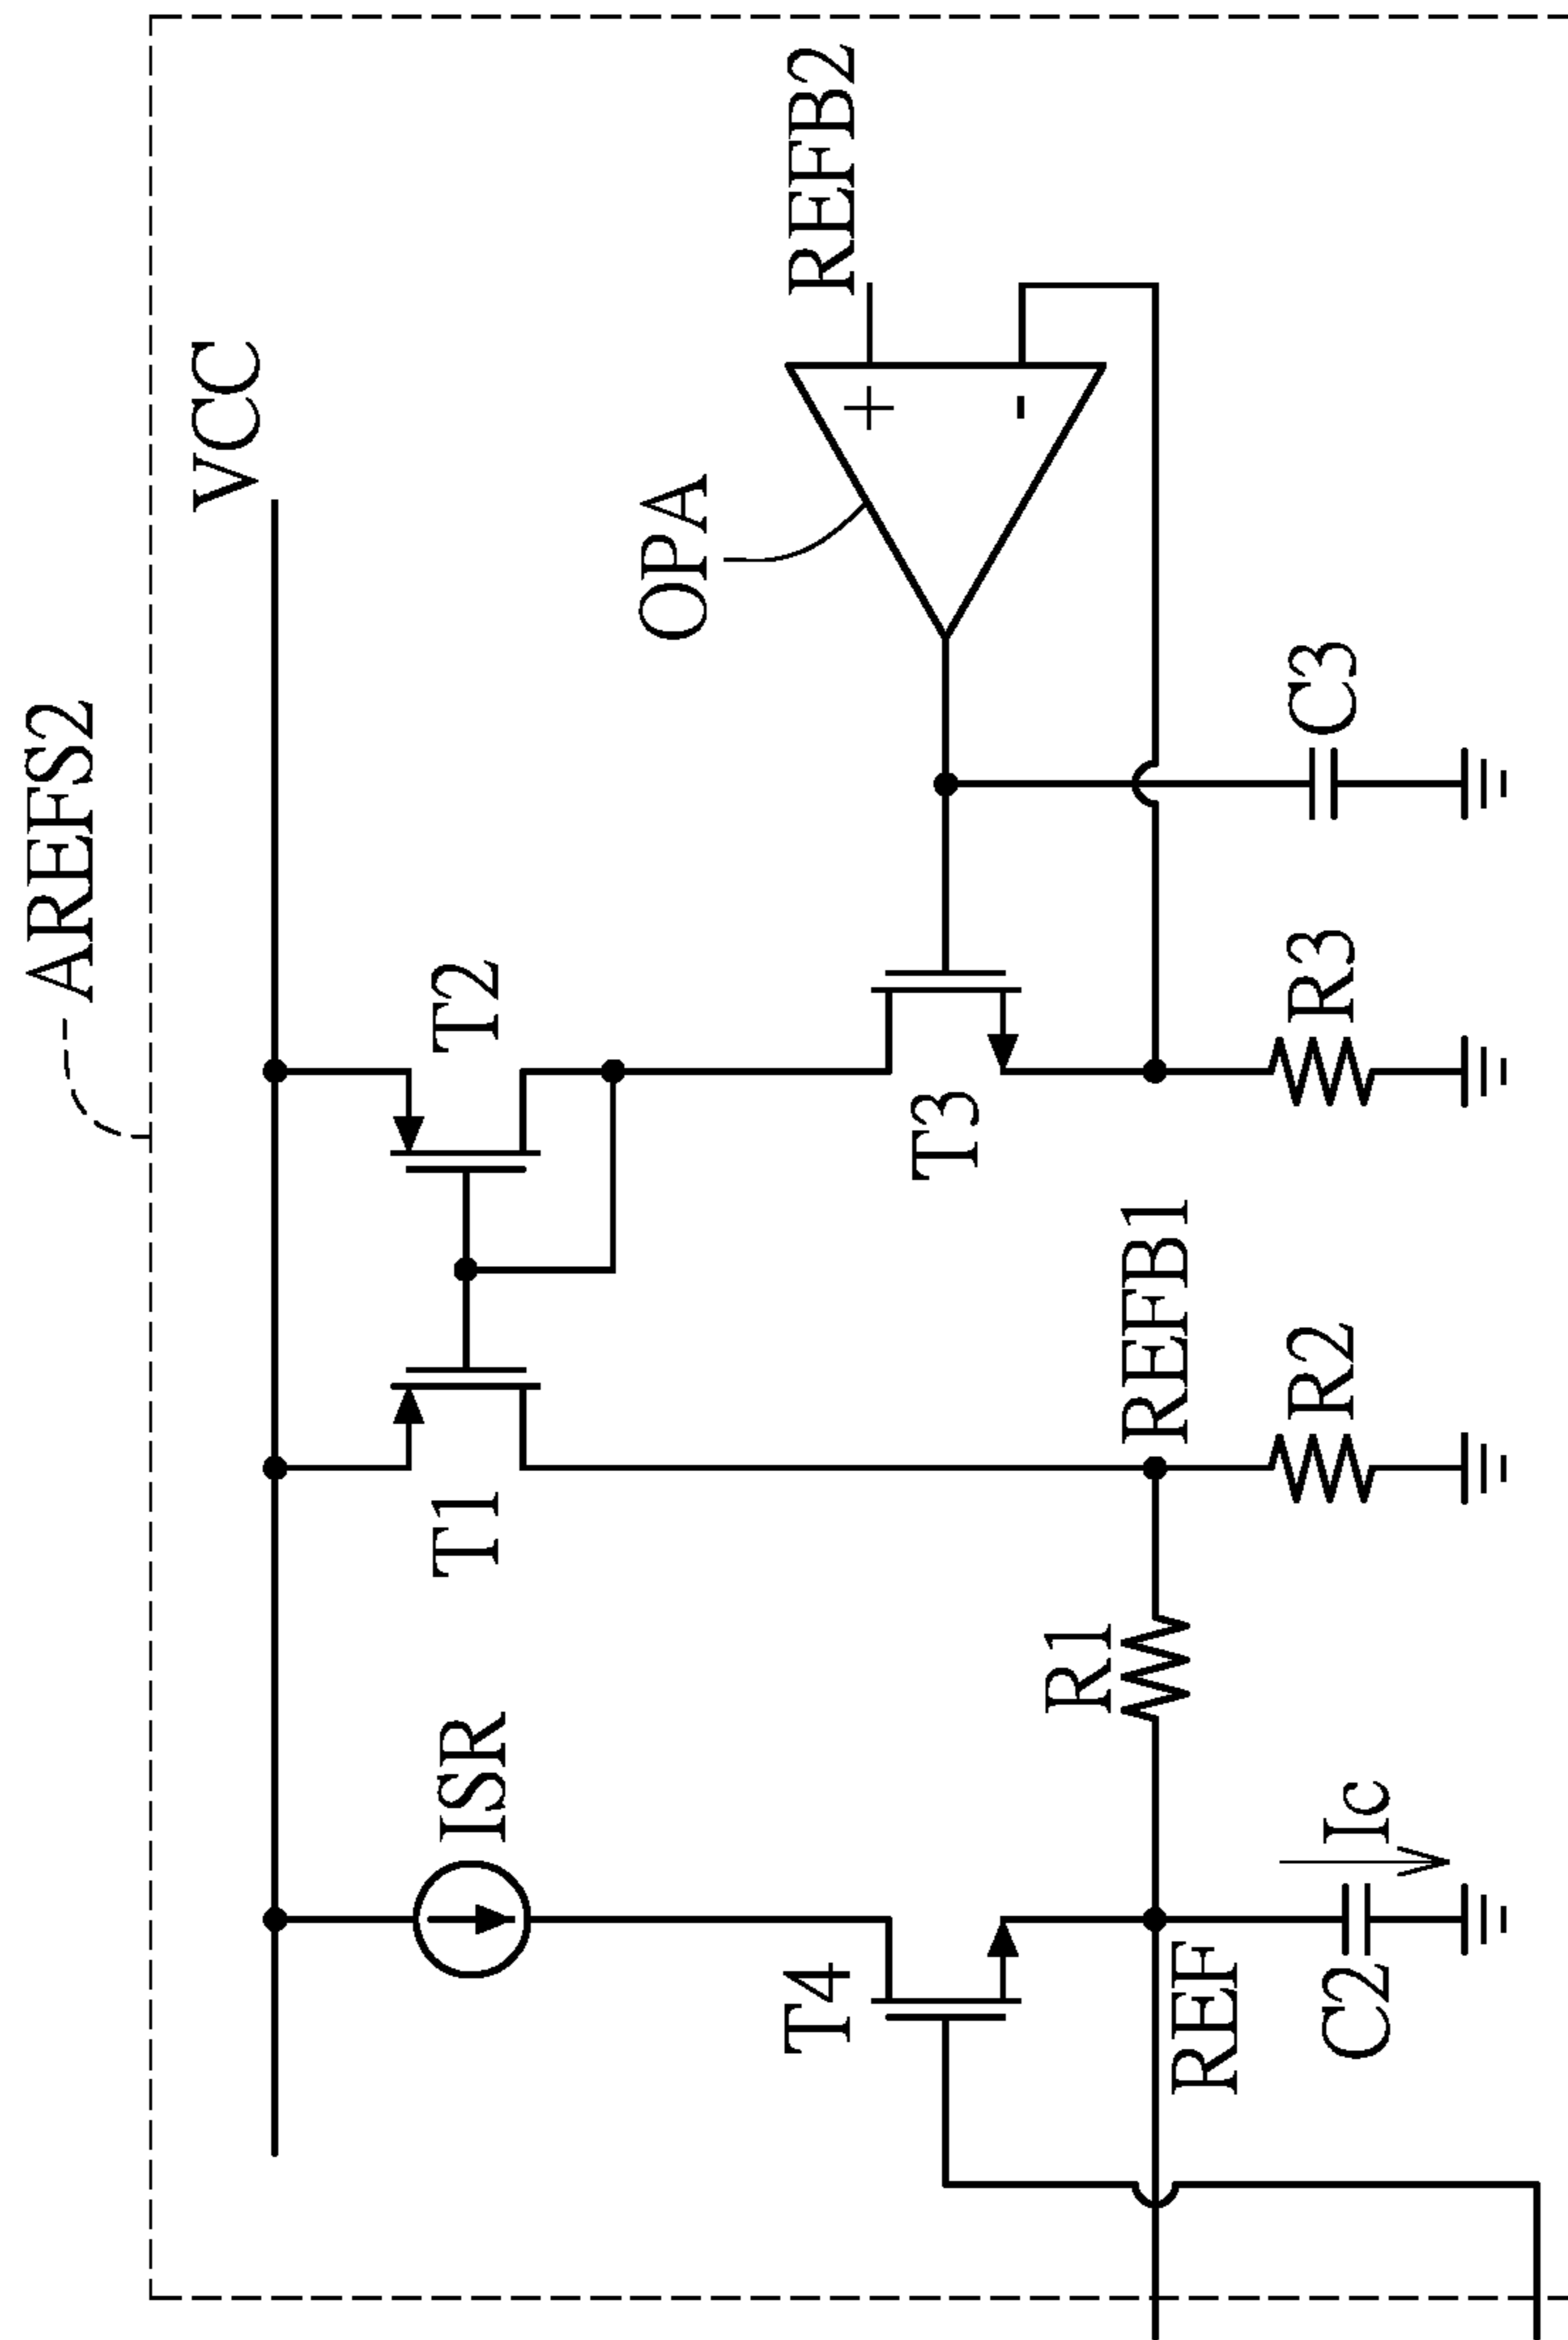 AREFS2
VCC
ISR
T1
T2
OPA
REFB2
T4
T3
R1
REFB1
REF
C2
Ic
R2
R3
C3
+
-